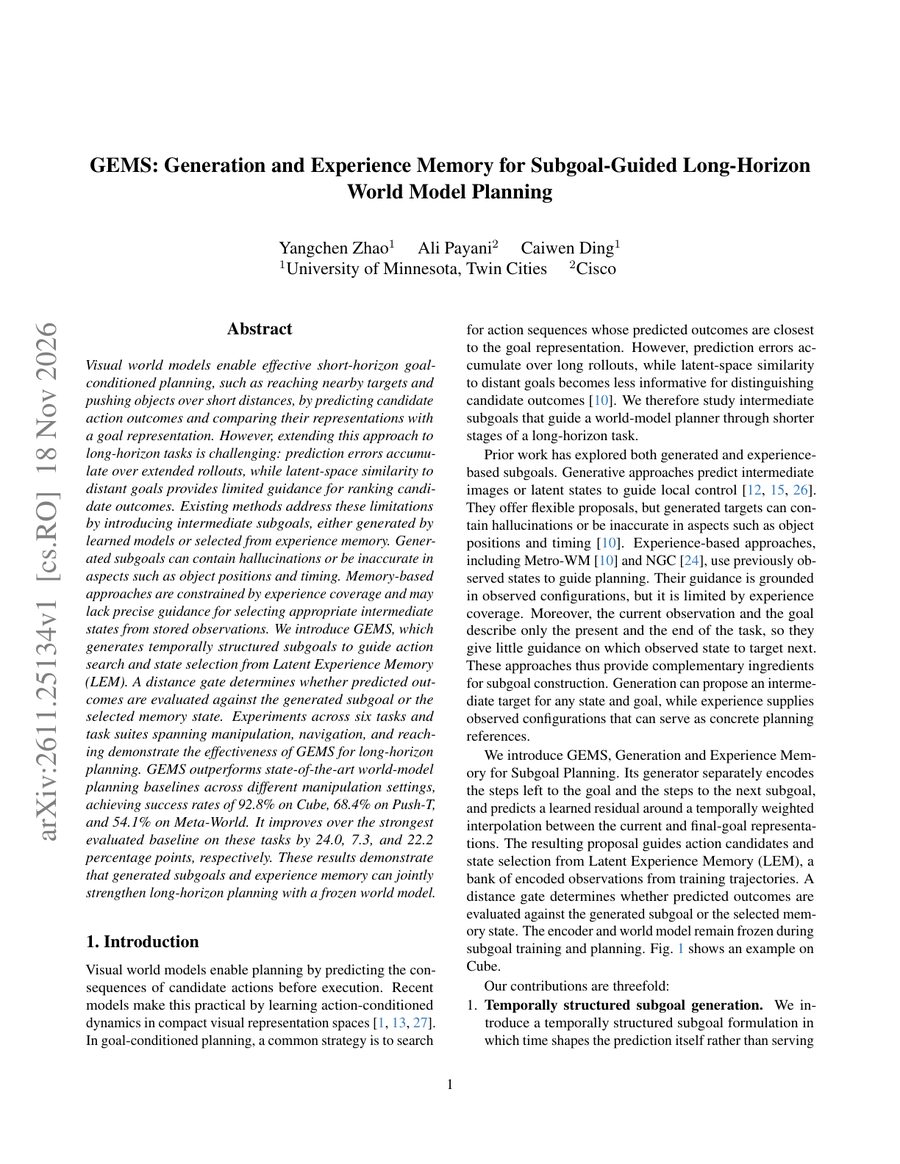 GEMS: Generation and Experience Memory for Subgoal-Guided Long-Horizon
World Model Planning
Yangchen Zhao1 Ali Payani2 Caiwen Ding1
1University of Minnesota, Twin Cities 2Cisco
arXiv:2611.25134v1 [cs.RO] 18 Nov 2026
Abstract
Visual world models enable effective short-horizon goal-
conditioned planning, such as reaching nearby targets and
pushing objects over short distances, by predicting candidate
action outcomes and comparing their representations with
a goal representation. However, extending this approach to
long-horizon tasks is challenging: prediction errors accumu-
late over extended rollouts, while latent-space similarity to
distant goals provides limited guidance for ranking candi-
date outcomes. Existing methods address these limitations
by introducing intermediate subgoals, either generated by
learned models or selected from experience memory. Gener-
ated subgoals can contain hallucinations or be inaccurate in
aspects such as object positions and timing. Memory-based
approaches are constrained by experience coverage and may
lack precise guidance for selecting appropriate intermediate
states from stored observations. We introduce GEMS, which
generates temporally structured subgoals to guide action
search and state selection from Latent Experience Memory
(LEM). A distance gate determines whether predicted out-
comes are evaluated against the generated subgoal or the
selected memory state. Experiments across six tasks and
task suites spanning manipulation, navigation, and reach-
ing demonstrate the effectiveness of GEMS for long-horizon
planning. GEMS outperforms state-of-the-art world-model
planning baselines across different manipulation settings,
achieving success rates of 92.8% on Cube, 68.4% on Push-T,
and 54.1% on Meta-World. It improves over the strongest
evaluated baseline on these tasks by 24.0, 7.3, and 22.2
percentage points, respectively. These results demonstrate
that generated subgoals and experience memory can jointly
strengthen long-horizon planning with a frozen world model.
1. Introduction
Visual world models enable planning by predicting the con-
sequences of candidate actions before execution. Recent
models make this practical by learning action-conditioned
dynamics in compact visual representation spaces [1, 13, 27].
In goal-conditioned planning, a common strategy is to search
for action sequences whose predicted outcomes are closest
to the goal representation. However, prediction errors ac-
cumulate over long rollouts, while latent-space similarity
to distant goals becomes less informative for distinguishing
candidate outcomes [10]. We therefore study intermediate
subgoals that guide a world-model planner through shorter
stages of a long-horizon task.
Prior work has explored both generated and experience-
based subgoals. Generative approaches predict intermediate
images or latent states to guide local control [12, 15, 26].
They offer flexible proposals, but generated targets can con-
tain hallucinations or be inaccurate in aspects such as object
positions and timing [10]. Experience-based approaches,
including Metro-WM [10] and NGC [24], use previously ob-
served states to guide planning. Their guidance is grounded
in observed configurations, but it is limited by experience
coverage. Moreover, the current observation and the goal
describe only the present and the end of the task, so they
give little guidance on which observed state to target next.
These approaches thus provide complementary ingredients
for subgoal construction. Generation can propose an interme-
diate target for any state and goal, while experience supplies
observed configurations that can serve as concrete planning
references.
We introduce GEMS, Generation and Experience Mem-
ory for Subgoal Planning. Its generator separately encodes
the steps left to the goal and the steps to the next subgoal,
and predicts a learned residual around a temporally weighted
interpolation between the current and final-goal representa-
tions. The resulting proposal guides action candidates and
state selection from Latent Experience Memory (LEM), a
bank of encoded observations from training trajectories. A
distance gate determines whether predicted outcomes are
evaluated against the generated subgoal or the selected mem-
ory state. The encoder and world model remain frozen during
subgoal training and planning. Fig. 1 shows an example on
Cube.
Our contributions are threefold:
1. Temporally structured subgoal generation. We in-
troduce a temporally structured subgoal formulation in
which time shapes the prediction itself rather than serving
1